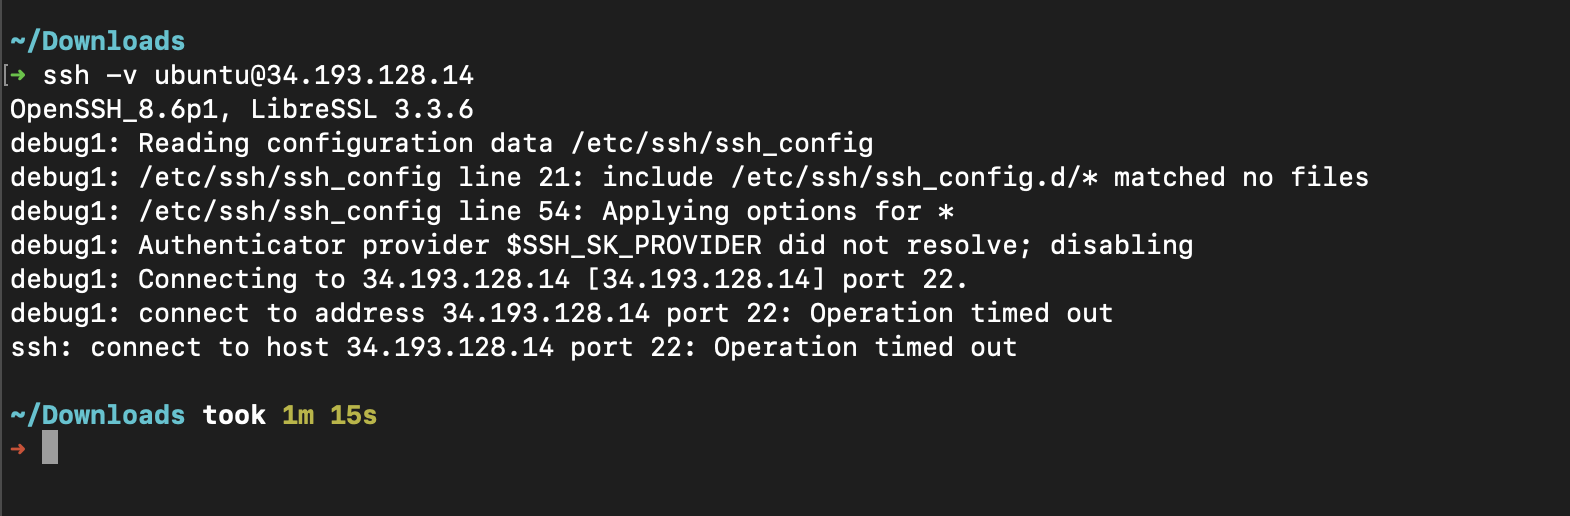 ~/Downloads
➜ ssh -v ubuntu@34.193.128.14
OpenSSH_8.6p1, LibreSSL 3.3.6
debug1: Reading configuration data /etc/ssh/ssh_config
debug1: /etc/ssh/ssh_config line 21: include /etc/ssh/ssh_config.d/* matched no files
debug1: /etc/ssh/ssh_config line 54: Applying options for *
debug1: Authenticator provider $SSH_SK_PROVIDER did not resolve; disabling
debug1: Connecting to 34.193.128.14 [34.193.128.14] port 22.
debug1: connect to address 34.193.128.14 port 22: Operation timed out
ssh: connect to host 34.193.128.14 port 22: Operation timed out
~/Downloads took 1m 15s
➜